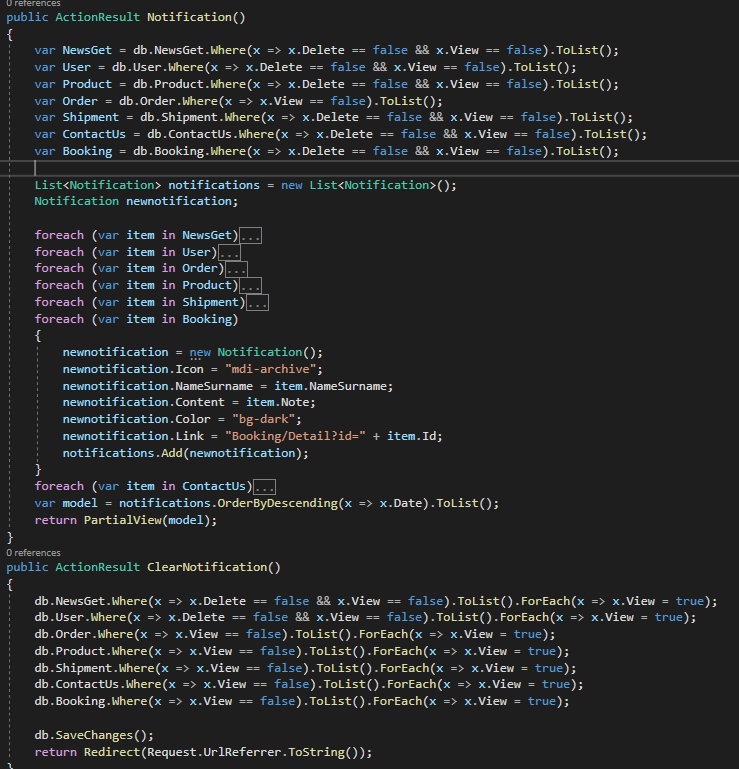 0 references
public ActionResult Notification()
{
var NewsGet = db.NewsGet.Where(x => x.Delete == false && x.View == false).ToList();
var User = db.User.Where(x => x.Delete == false && x.View == false).ToList();
var Product = db.Product.Where(x => x.Delete == false && x.View == false).ToList();
var Order = db.Order.Where(x => x.View == false).ToList();
var Shipment = db.Shipment.Where(x => x.Delete == false && x.View == false).ToList();
var ContactUs = db.ContactUs.Where(x => x.Delete == false && x.View == false).ToList();
var Booking = db.Booking.Where(x => x.Delete == false && x.View == false).ToList();
List<Notification> notifications = new List<Notification>();
Notification newnotification;
foreach (var item in NewsGet)...
foreach (var item in User)...
foreach (var item in Order)...
foreach (var item in Product)...
foreach (var item in Shipment)...
foreach (var item in Booking)
{
newnotification = new Notification();
newnotification.Icon = "mdi-archive";
newnotification.NameSurname = item.NameSurname;
newnotification.Content = item.Note;
newnotification.Color = "bg-dark";
newnotification.Link = "Booking/Detail?id=" + item.Id;
notifications.Add(newnotification);
}
foreach (var item in ContactUs)...
var model = notifications.OrderByDescending(x => x.Date).ToList();
return PartialView(model);
}
0 references
public ActionResult ClearNotification()
{
db.NewsGet.Where(x => x.Delete == false && x.View == false).ToList().ForEach(x => x.View = true);
db.User.Where(x => x.Delete == false && x.View == false).ToList().ForEach(x => x.View = true);
db.Order.Where(x => x.View == false).ToList().ForEach(x => x.View = true);
db.Product.Where(x => x.View == false).ToList().ForEach(x => x.View = true);
db.Shipment.Where(x => x.View == false).ToList().ForEach(x => x.View = true);
db.ContactUs.Where(x => x.View == false).ToList().ForEach(x => x.View = true);
db.Booking.Where(x => x.View == false).ToList().ForEach(x => x.View = true);
db.SaveChanges();
return Redirect(Request.UrlReferrer.ToString());
}